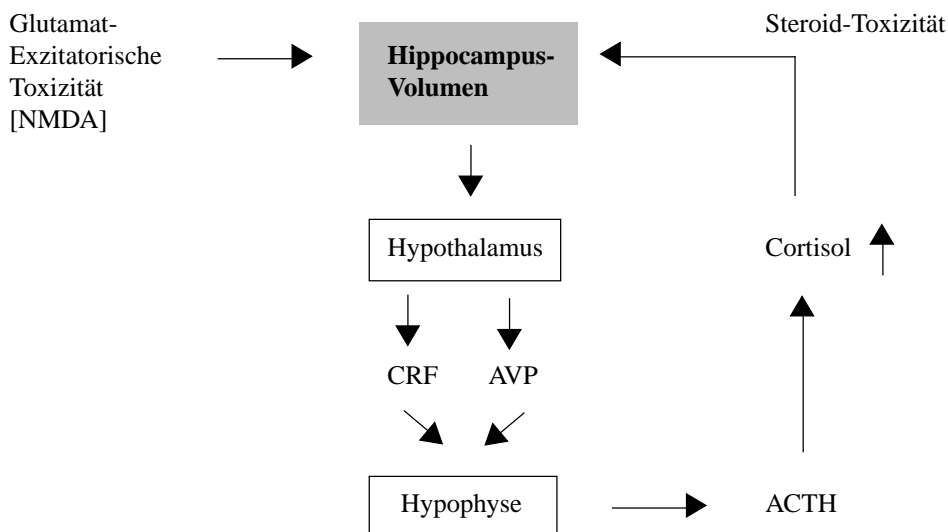 Glutamat-
Exzitatorische
Toxizität
[NMDA]
Hippocampus-
Volumen
Steroid-Toxizität
Hypothalamus
Cortisol
CRF
AVP
Hypophyse
ACTH